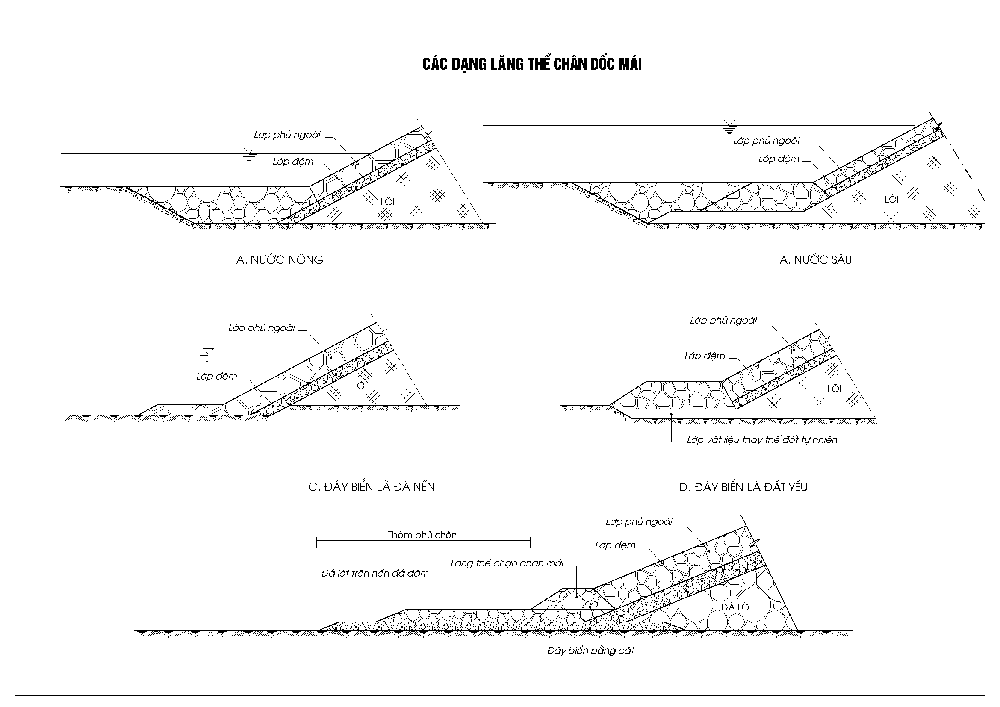 CÁC DẠNG LĂNG THỂ CHÂN DỐC MÁI
Lớp phủ ngoài
Lớp đệm
LÕI
A. NƯỚC NÔNG
Lớp phủ ngoài
Lớp đệm
LÕI
A. NƯỚC SÂU
Lớp phủ ngoài
Lớp đệm
LÕI
C. ĐÁY BIỂN LÀ ĐÁ NỀN
Lớp phủ ngoài
Lớp đệm
LÕI
Lớp vật liệu thay thế đất tự nhiên
D. ĐÁY BIỂN LÀ ĐẤT YẾU
Thảm phủ chân
Lớp phủ ngoài
Lớp đệm
Lăng thể chặn chân mái
Đá lót trên nền đá dăm
ĐÁ LÕI
Đáy biển bằng cát